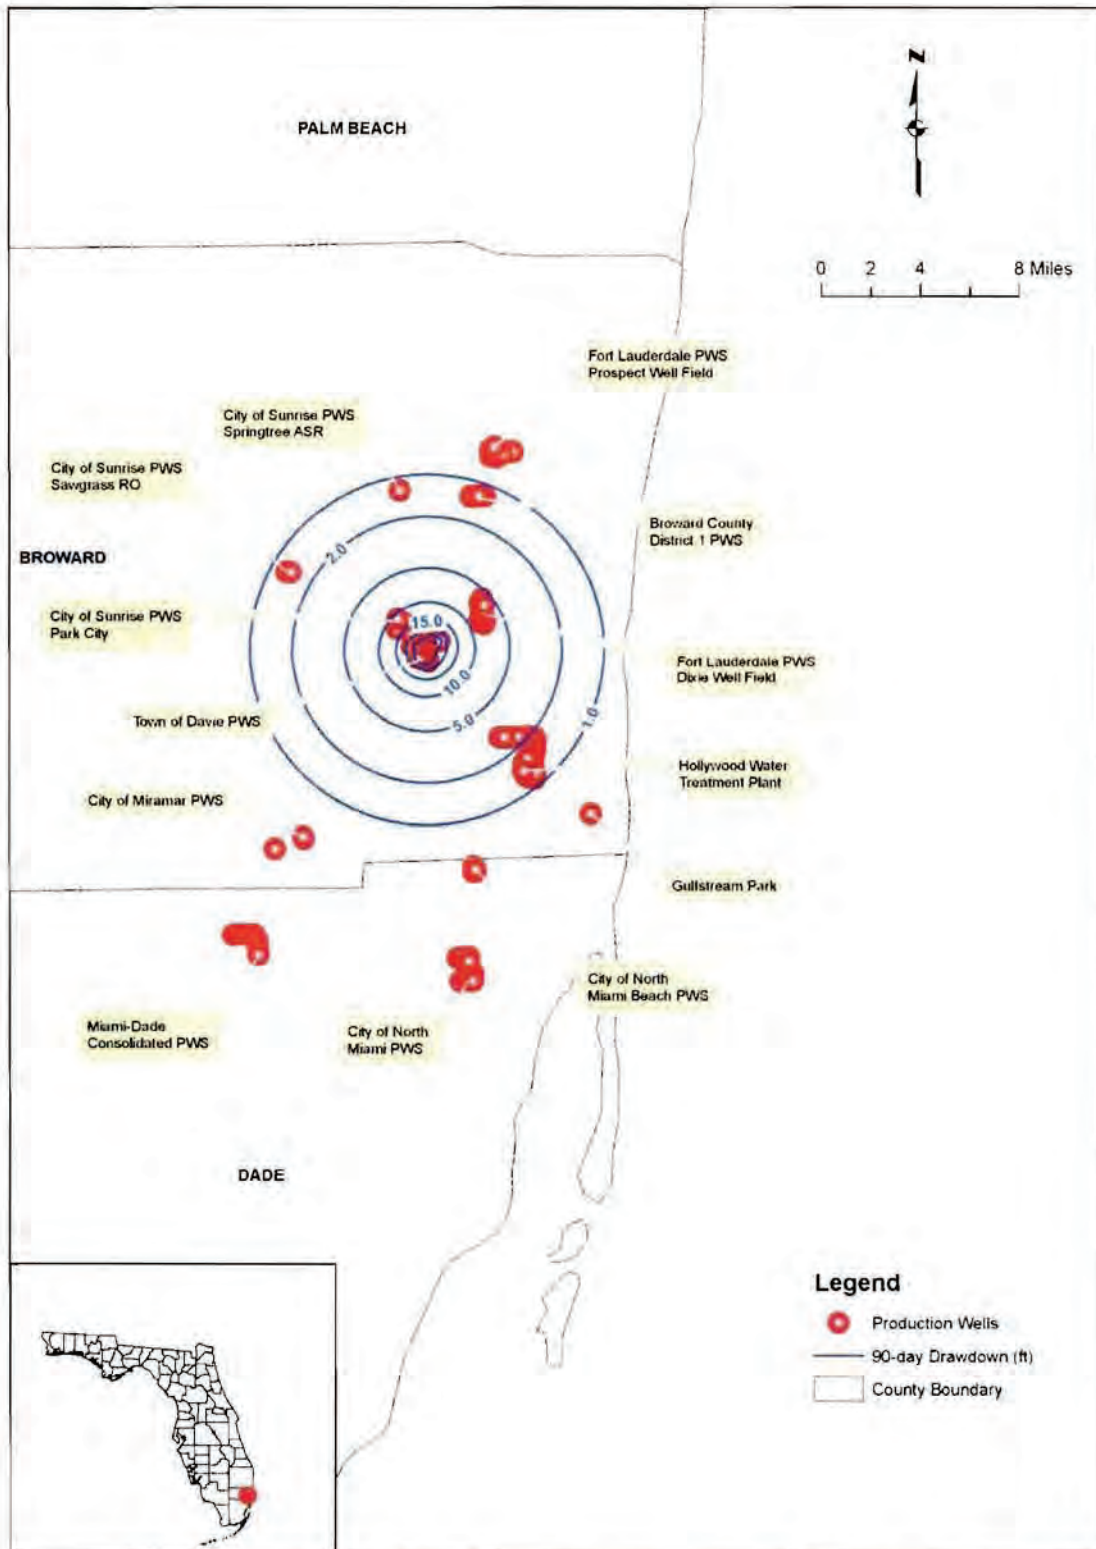 PALM BEACH
N
0 2 4 8 Miles
Fort Lauderdale PWS
Prospect Well Field
City of Sunrise PWS
Springtree ASR
City of Sunrise PWS
Sawgrass RO
Broward County
District 1 PWS
BROWARD
2.0
City of Sunrise PWS
Park City
15.0
Fort Lauderdale PWS
Dixie Well Field
10.0
5.0
1.0
Town of Davie PWS
Hollywood Water
Treatment Plant
City of Miramar PWS
Gulfstream Park
City of North
Miami Beach PWS
Miami-Dade
Consolidated PWS
City of North
Miami PWS
DADE
Legend
Production Wells
90-day Drawdown (ft)
County Boundary